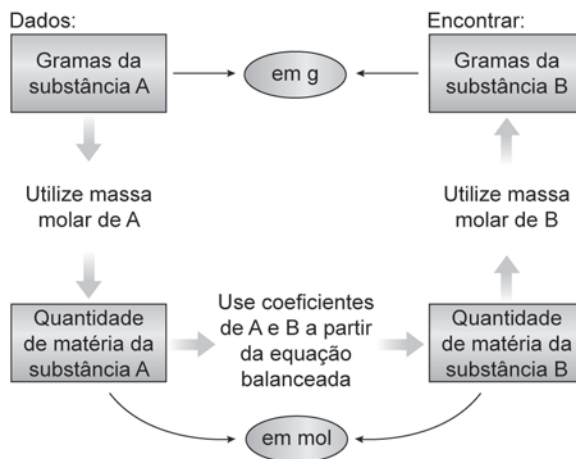 Dados:
Encontrar:
Gramas da
substância A
em g
Gramas da
substância B
Utilize massa
molar de A
Utilize massa
molar de B
Quantidade
de matéria da
substância A
Use coeficientes
de A e B a partir
da equação
balanceada
Quantidade
de matéria da
substância B
em mol